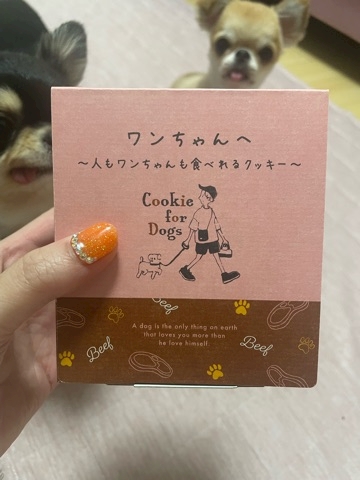 ワンちゃんへ
〜人もワンちゃんも食べれるクッキー〜
Cookie
for
Dogs
Beef
A dog is the only thing on earth
that loves you more than
he love himself.
Beef
Beef